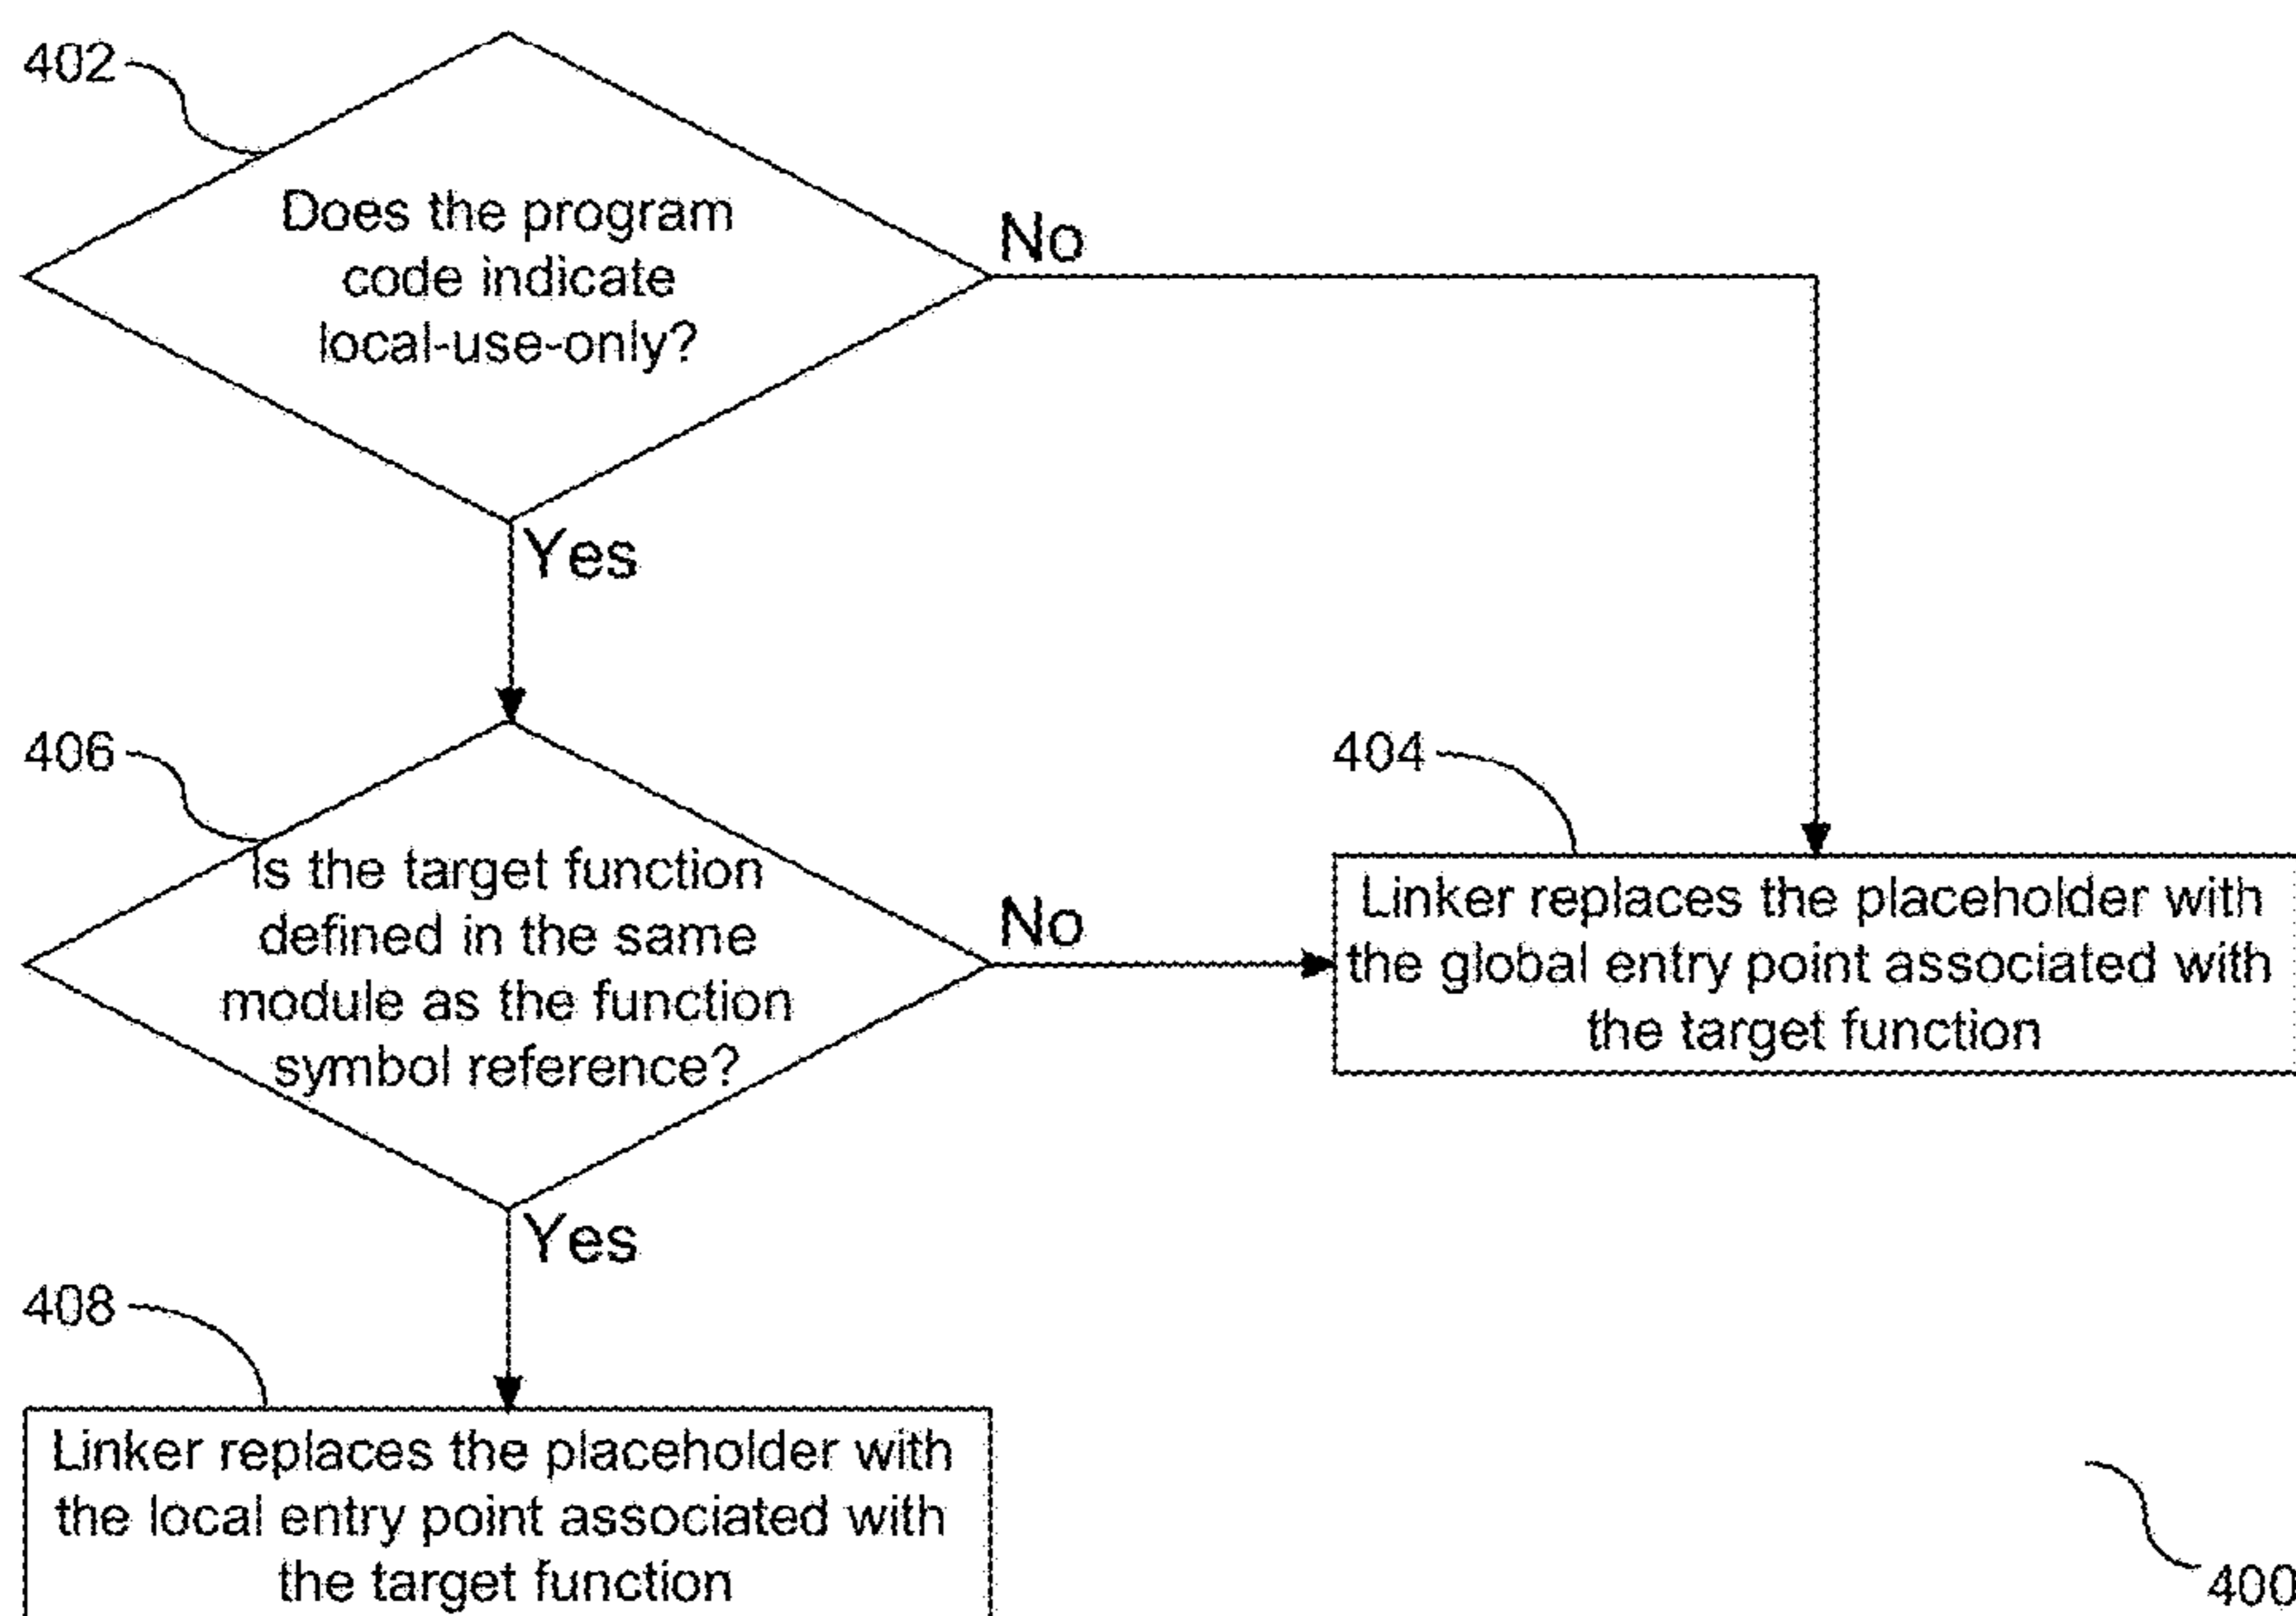 402
Does the program
code indicate
local-use-only?
No
Yes
406
Is the target function
defined in the same
module as the function
symbol reference?
No
404
Linker replaces the placeholder with
the global entry point associated with
the target function
Yes
408
Linker replaces the placeholder with
the local entry point associated with
the target function
400